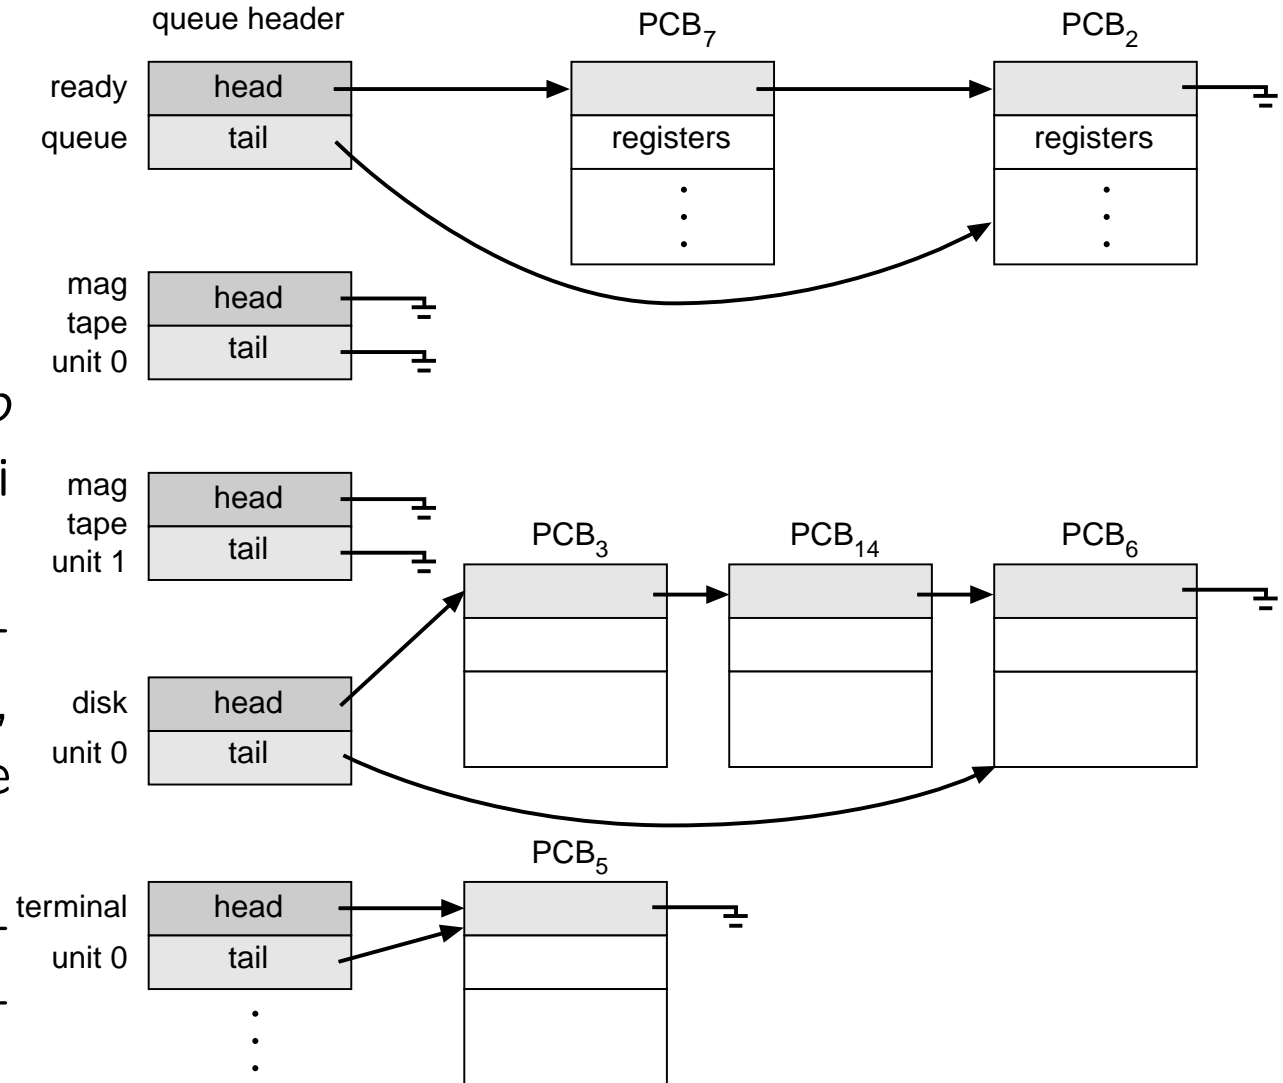 queue header
PCB7
PCB2
ready
queue
head
tail
registers
registers
mag
tape
unit 0
head
tail
mag
tape
unit 1
head
tail
PCB3
PCB14
PCB6
disk
unit 0
head
tail
PCB5
terminal
unit 0
head
tail
o
i
-
,
e
-
-